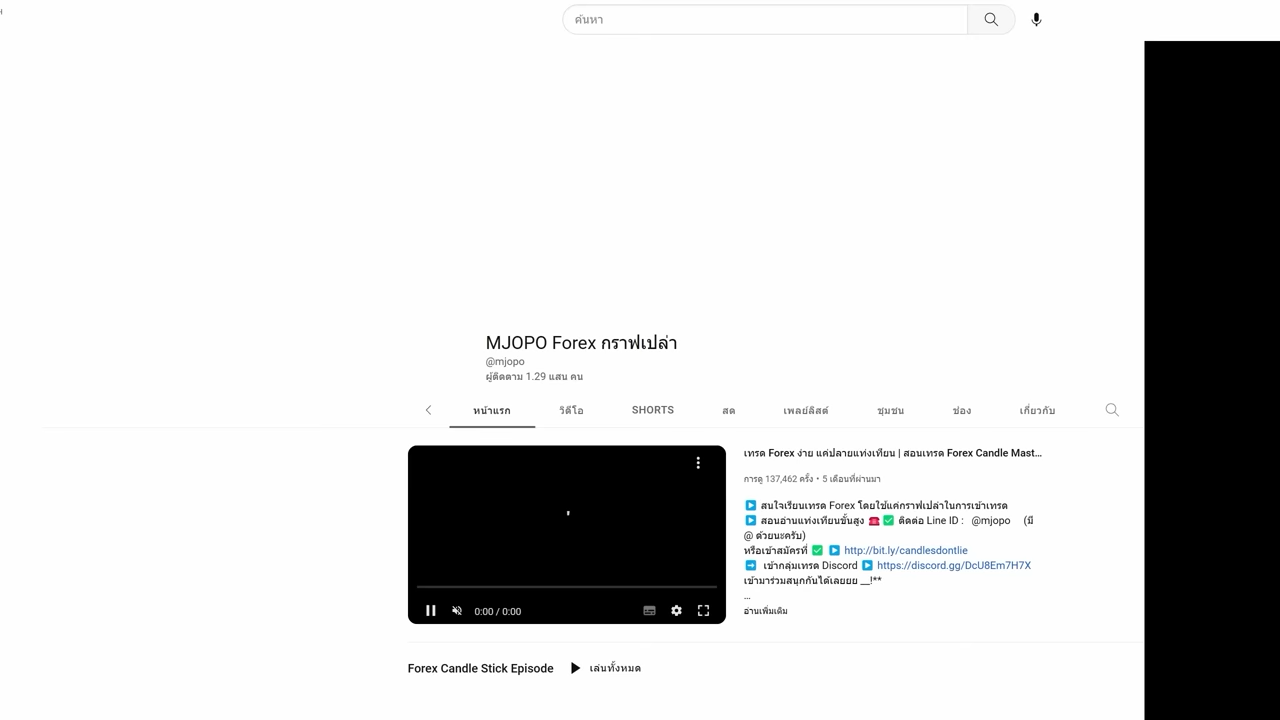 ค้นหา
MJOPO Forex กราฟเปล่า
@mjopo
ผู้ติดตาม 1.29 แสน คน
หน้าแรก วิดีโอ SHORTS สด เพลย์ลิสต์ ชุมชน ช่อง เกี่ยวกับ
เทรด Forex ง่าย แค่ปลายแท่งเทียน | สอนเทรด Forex Candle Mast...
การดู 137,462 ครั้ง • 5 เดือนที่ผ่านมา
▶️ สนใจเรียนเทรด Forex โดยใช้แค่กราฟเปล่าในการเข้าเทรด
▶️ สอนอ่านแท่งเทียนขั้นสูง ☎️✅ ติดต่อ Line ID : @mjopo (มี
@ ด้วยนะครับ)
หรือเข้าสมัครที่ ✅ ▶️ http://bit.ly/candlesdontlie
➡️ เข้ากลุ่มเทรด Discord ▶️ https://discord.gg/DcU8Em7H7X
เข้ามาร่วมสนุกกันได้เลยยย __!**
...
อ่านเพิ่มเติม
0:00 / 0:00
Forex Candle Stick Episode เล่นทั้งหมด